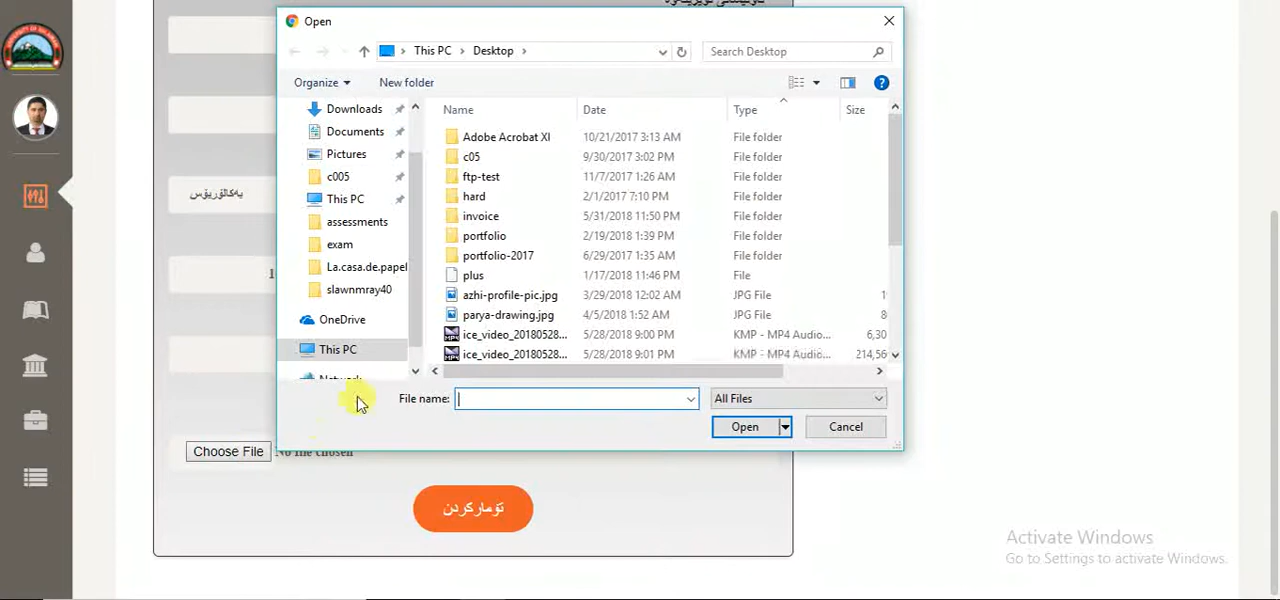 Open
This PC > Desktop >
Search Desktop
Organize
New folder
Downloads
Documents
Pictures
c005
This PC
assessments
exam
La.casa.de.papel
slawnmray40
OneDrive
This PC
Name Date Type Size
Adobe Acrobat XI 10/21/2017 3:13 AM File folder
c05 9/30/2017 3:02 PM File folder
ftp-test 11/7/2017 1:26 AM File folder
hard 2/1/2017 7:10 PM File folder
invoice 5/31/2018 11:50 PM File folder
portfolio 2/19/2018 1:39 PM File folder
portfolio-2017 6/29/2017 1:35 AM File folder
plus 1/17/2018 11:46 PM File
azhi-profile-pic.jpg 3/29/2018 12:02 AM JPG File
parya-drawing.jpg 4/5/2018 1:52 AM JPG File
ice_video_20180528... 5/28/2018 9:00 PM KMP - MP4 Audio... 6,30
ice_video_20180528... 5/28/2018 9:01 PM KMP - MP4 Audio... 214,56
File name:
All Files
Open
Cancel
بەکالۆریۆس
Choose File No file chosen
تۆمارکردن
Activate Windows
Go to Settings to activate Windows.